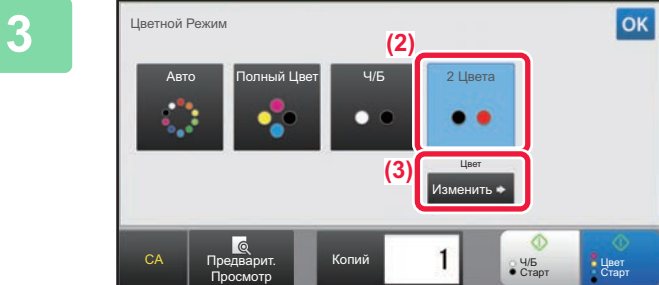 3
Цветной Режим
OK
(2)
Авто
Полный Цвет
Ч/Б
2 Цвета
(3)
Цвет
Изменить
CA
Предварит.
Просмотр
Копий
1
Ч/Б
Старт
Цвет
Старт